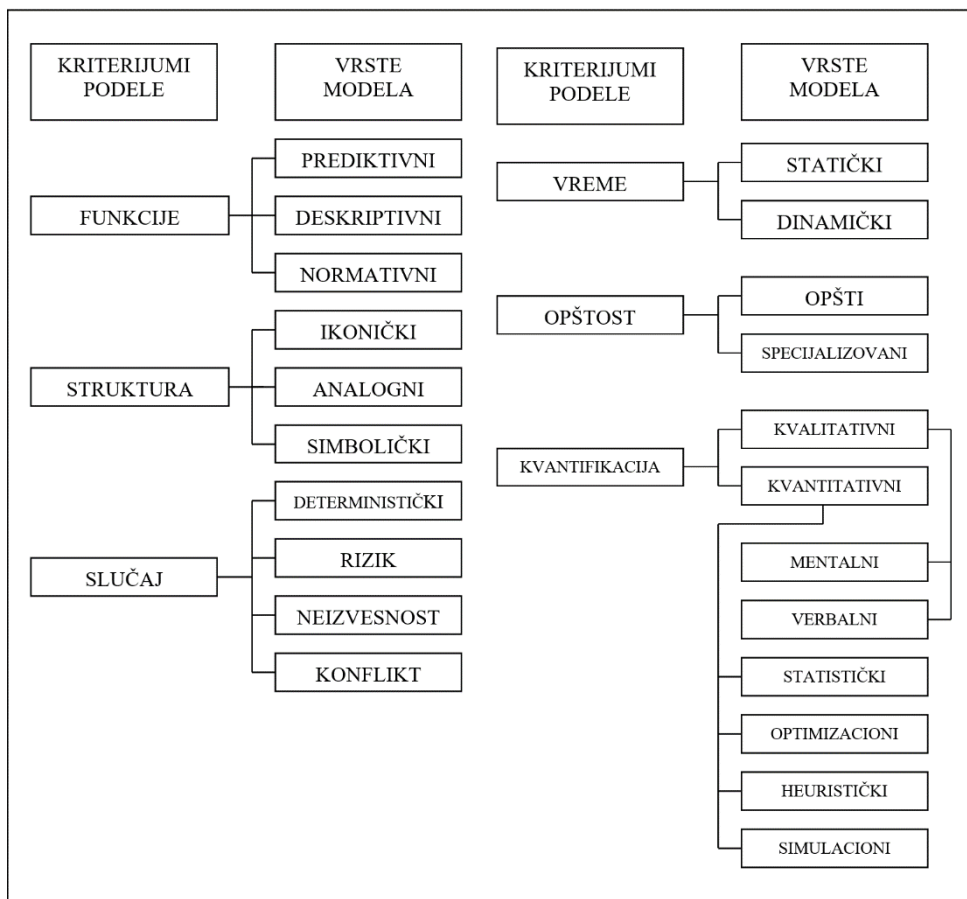 KRITERIJUMI
PODELE
VRSTE
MODELA
FUNKCIJE
PREDIKTIVNI
DESKRIPTIVNI
NORMATIVNI
STRUKTURA
IKONIČKI
ANALOGNI
SIMBOLIČKI
SLUČAJ
DETERMINISTIČKI
RIZIK
NEIZVESNOST
KONFLIKT
KRITERIJUMI
PODELE
VRSTE
MODELA
VREME
STATIČKI
DINAMIČKI
OPŠTOST
OPŠTI
SPECIJALIZOVANI
KVANTIFIKACIJA
KVALITATIVNI
KVANTITATIVNI
MENTALNI
VERBALNI
STATISTIČKI
OPTIMIZACIONI
HEURISTIČKI
SIMULACIONI